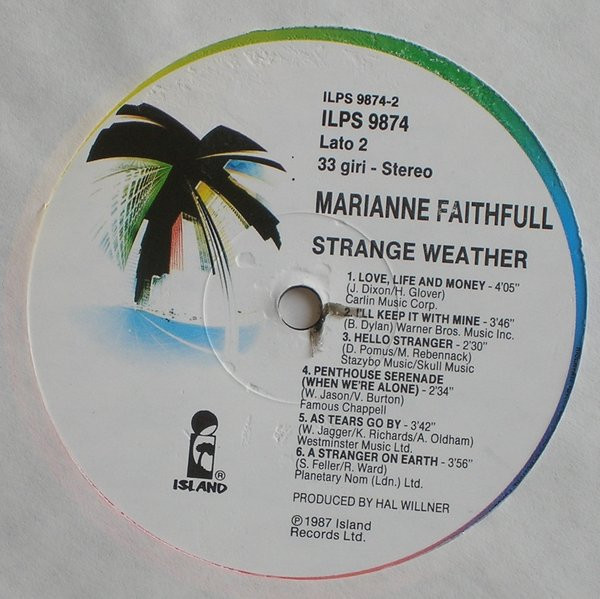 ILPS 9874-2
ILPS 9874
Lato 2
33 giri - Stereo
MARIANNE FAITHFULL
STRANGE WEATHER
1. LOVE, LIFE AND MONEY - 4'05"
(J. Dixon/H. Glover)
Carlin Music Corp.
2. I'LL KEEP IT WITH MINE - 3'46"
(B. Dylan) Warner Bros. Music Inc.
3. HELLO STRANGER - 2'30"
(D. Pomus/M. Rebennack)
Stazybo Music/Skull Music
4. PENTHOUSE SERENADE
(WHEN WE'RE ALONE) - 2'34"
(W. Jason/V. Burton)
Famous Chappell
5. AS TEARS GO BY - 3'42"
(W. Jagger/K. Richards/A. Oldham)
Westminster Music Ltd.
6. A STRANGER ON EARTH - 3'56"
(S. Feller/R. Ward)
Planetary Nom (Ldn.) Ltd.
PRODUCED BY HAL WILLNER
℗ 1987 Island
Records Ltd.
ISLAND®